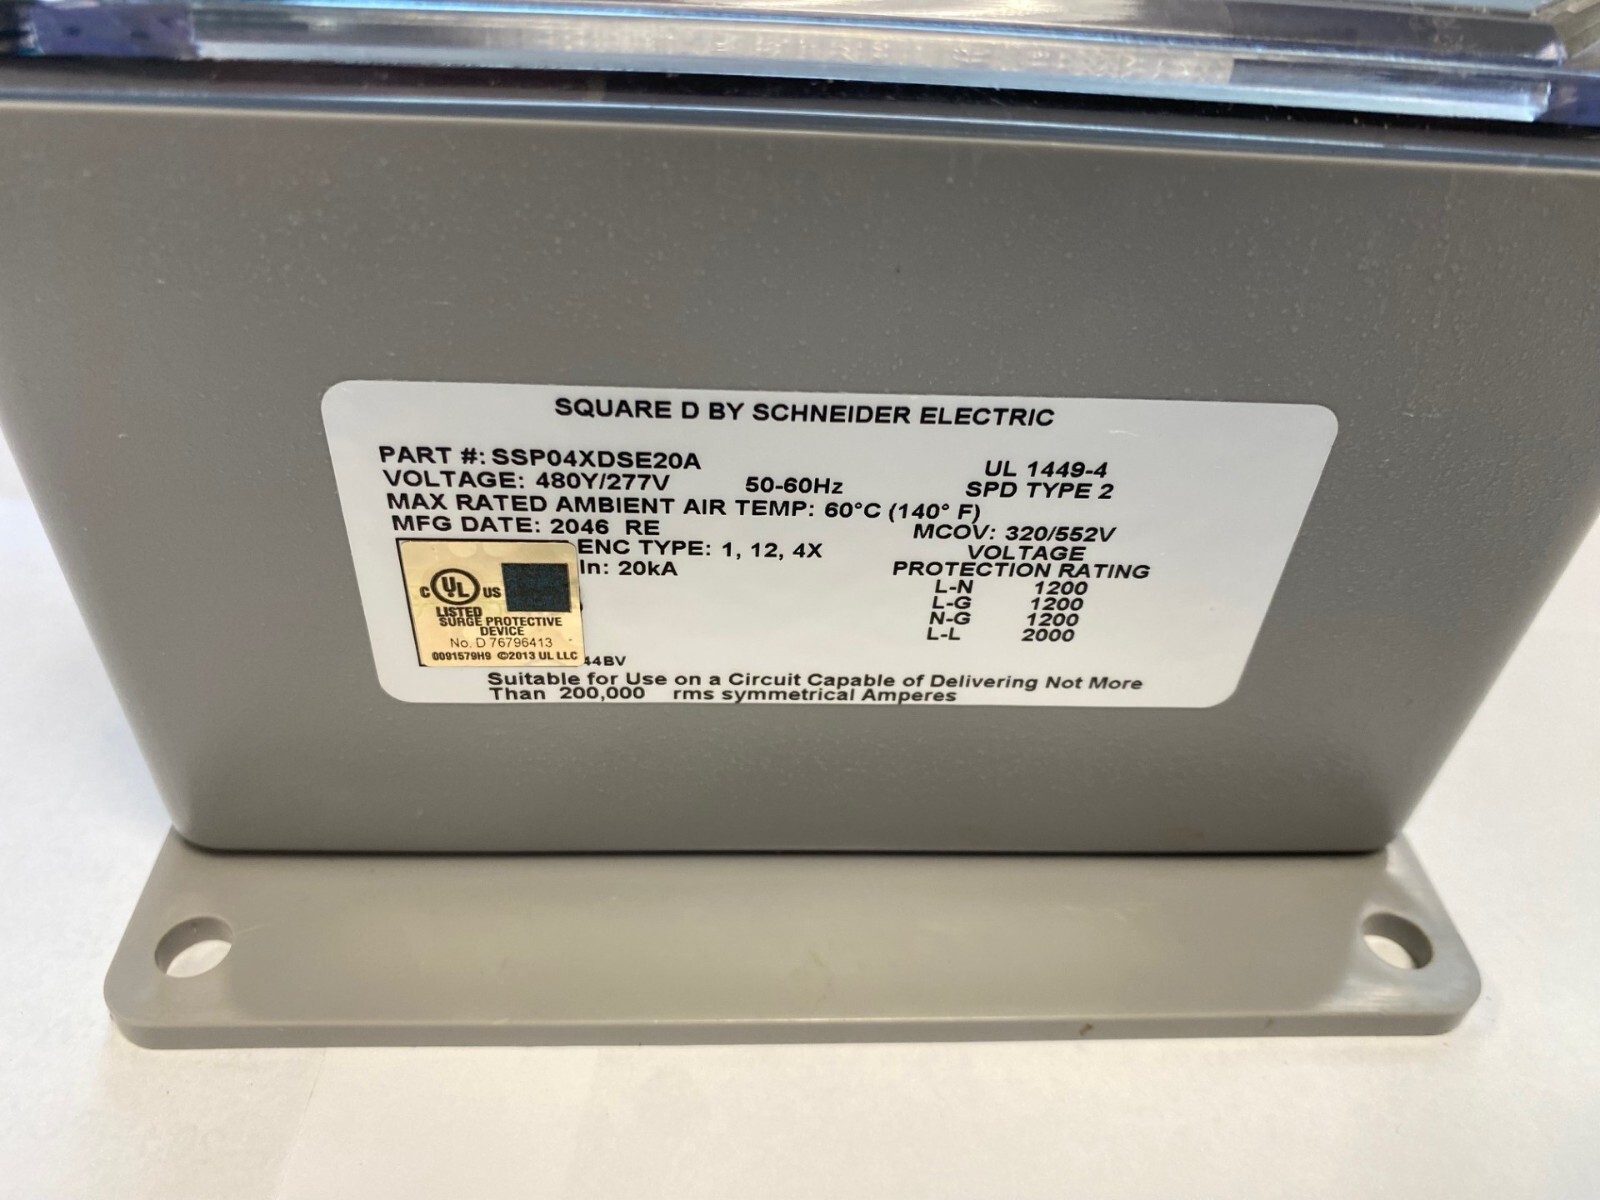 SQUARE D BY SCHNEIDER ELECTRIC
PART #: SSP04XDSE20A
UL 1449-4
VOLTAGE: 480Y/277V 50-60Hz
SPD TYPE 2
MAX RATED AMBIENT AIR TEMP: 60°C (140° F)
MFG DATE: 2046 RE
MCOV: 320/552V
ENC TYPE: 1, 12, 4X
VOLTAGE
In: 20kA
PROTECTION RATING
L-N 1200
L-G 1200
N-G 1200
L-L 2000
C UL US
LISTED
SURGE PROTECTIVE
DEVICE
No. D 76796413
0091579H9 ©2013 UL LLC
44BV
Suitable for Use on a Circuit Capable of Delivering Not More
Than 200,000 rms symmetrical Amperes